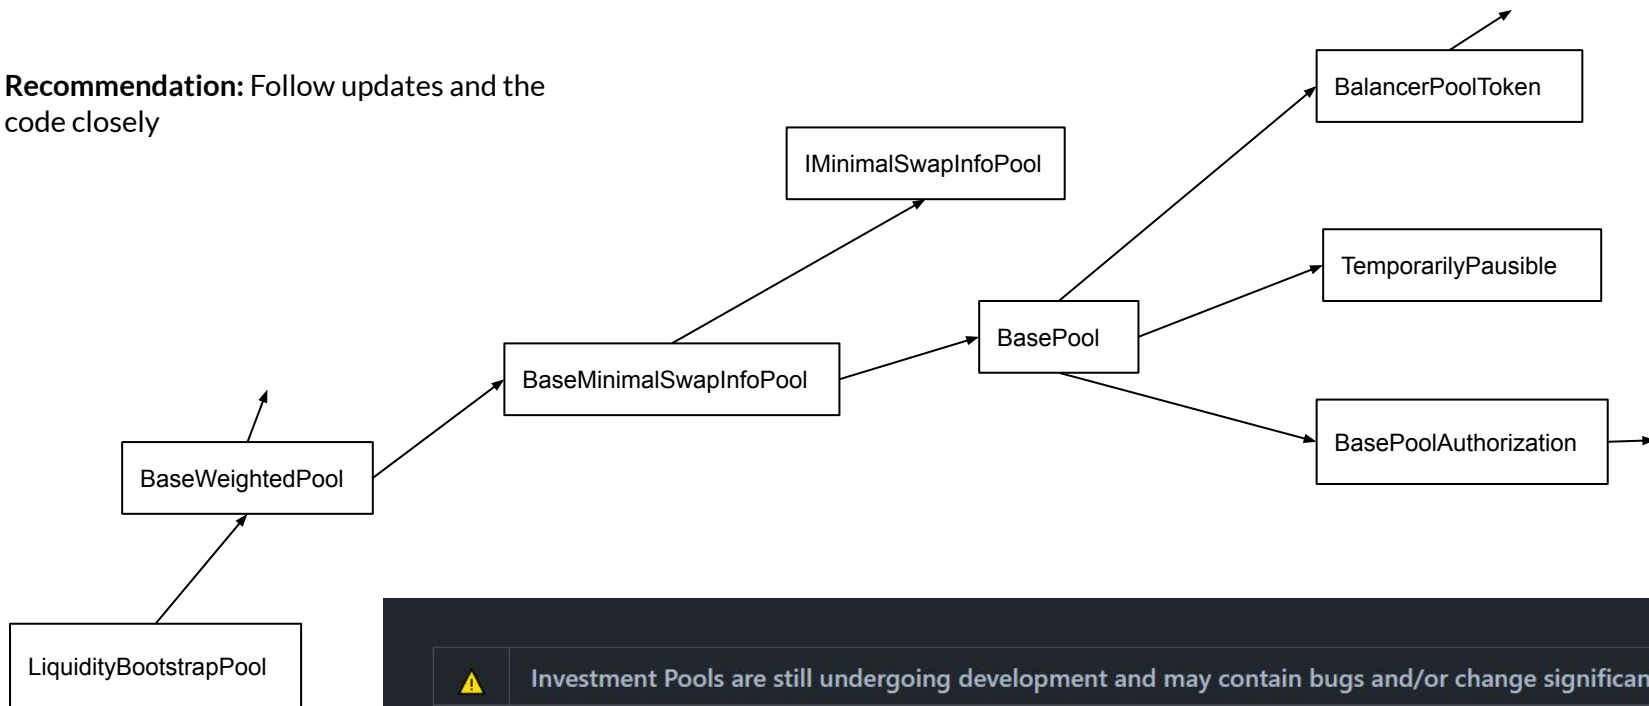 Recommendation: Follow updates and the
code closely
BalancerPoolToken
IMinimalSwapInfoPool
TemporarilyPausible
BasePool
BaseMinimalSwapInfoPool
BasePoolAuthorization
BaseWeightedPool
LiquidityBootstrapPool
Investment Pools are still undergoing development and may contain bugs and/or change significan